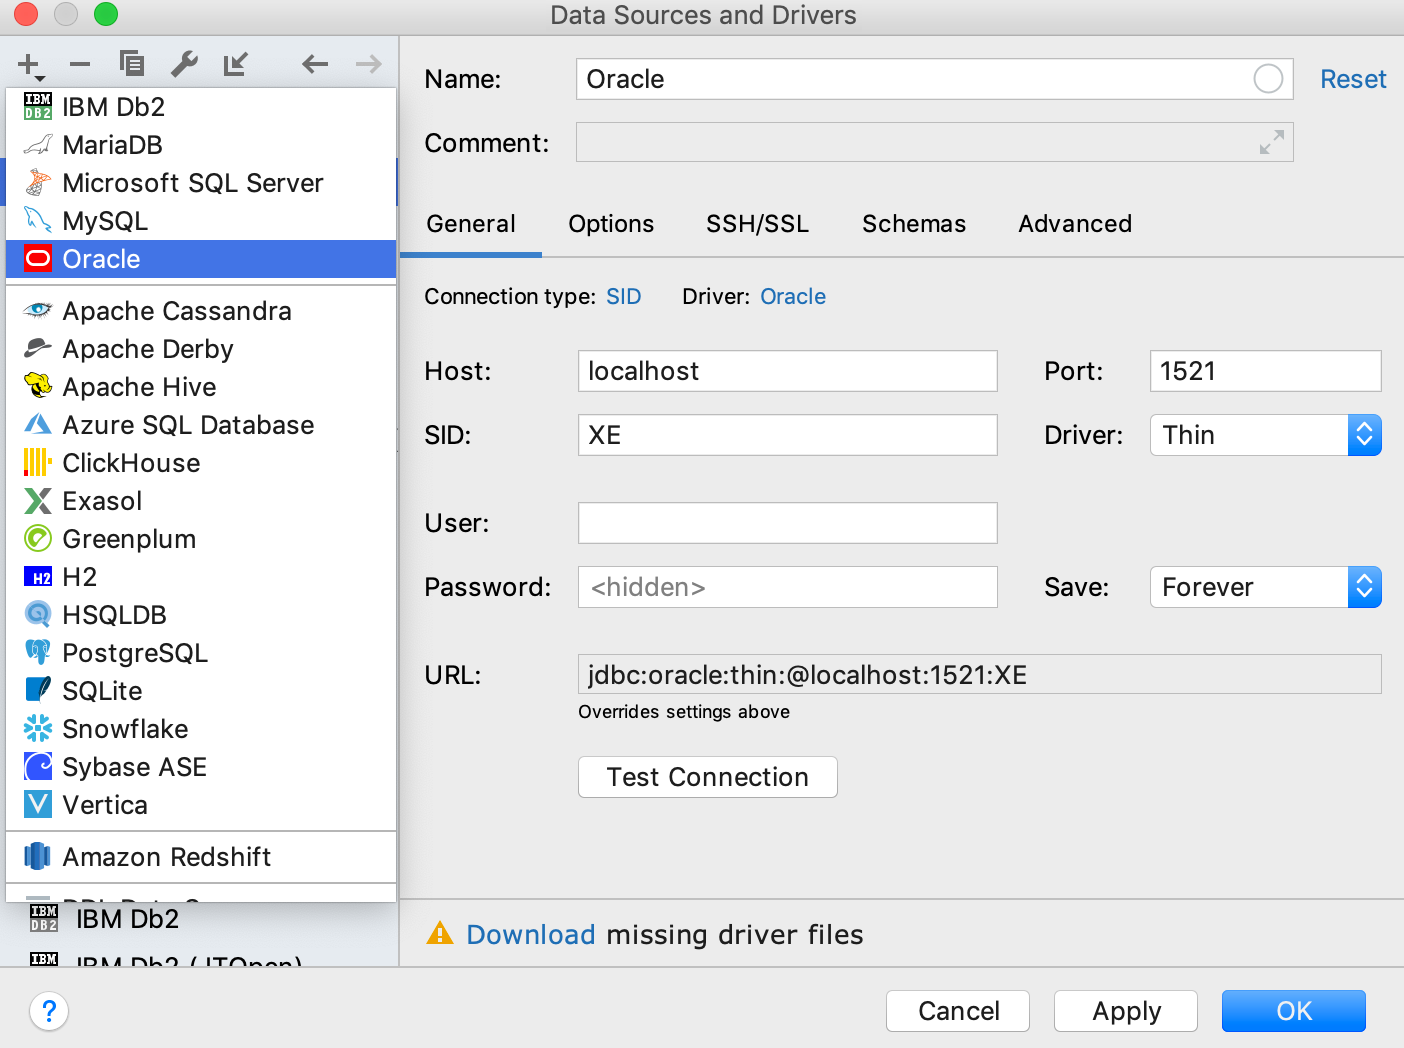 Data Sources and Drivers
IBM Db2
MariaDB
Microsoft SQL Server
MySQL
Oracle
Apache Cassandra
Apache Derby
Apache Hive
Azure SQL Database
ClickHouse
Exasol
Greenplum
H2
HSQLDB
PostgreSQL
SQLite
Snowflake
Sybase ASE
Vertica
Amazon Redshift
IBM Db2
IBM Db2 (JTOpen)
Name: Oracle Reset
Comment:
General Options SSH/SSL Schemas Advanced
Connection type: SID Driver: Oracle
Host: localhost Port: 1521
SID: XE Driver: Thin
User:
Password: <hidden> Save: Forever
URL: jdbc:oracle:thin:@localhost:1521:XE
Overrides settings above
Test Connection
Download missing driver files
? Cancel Apply OK